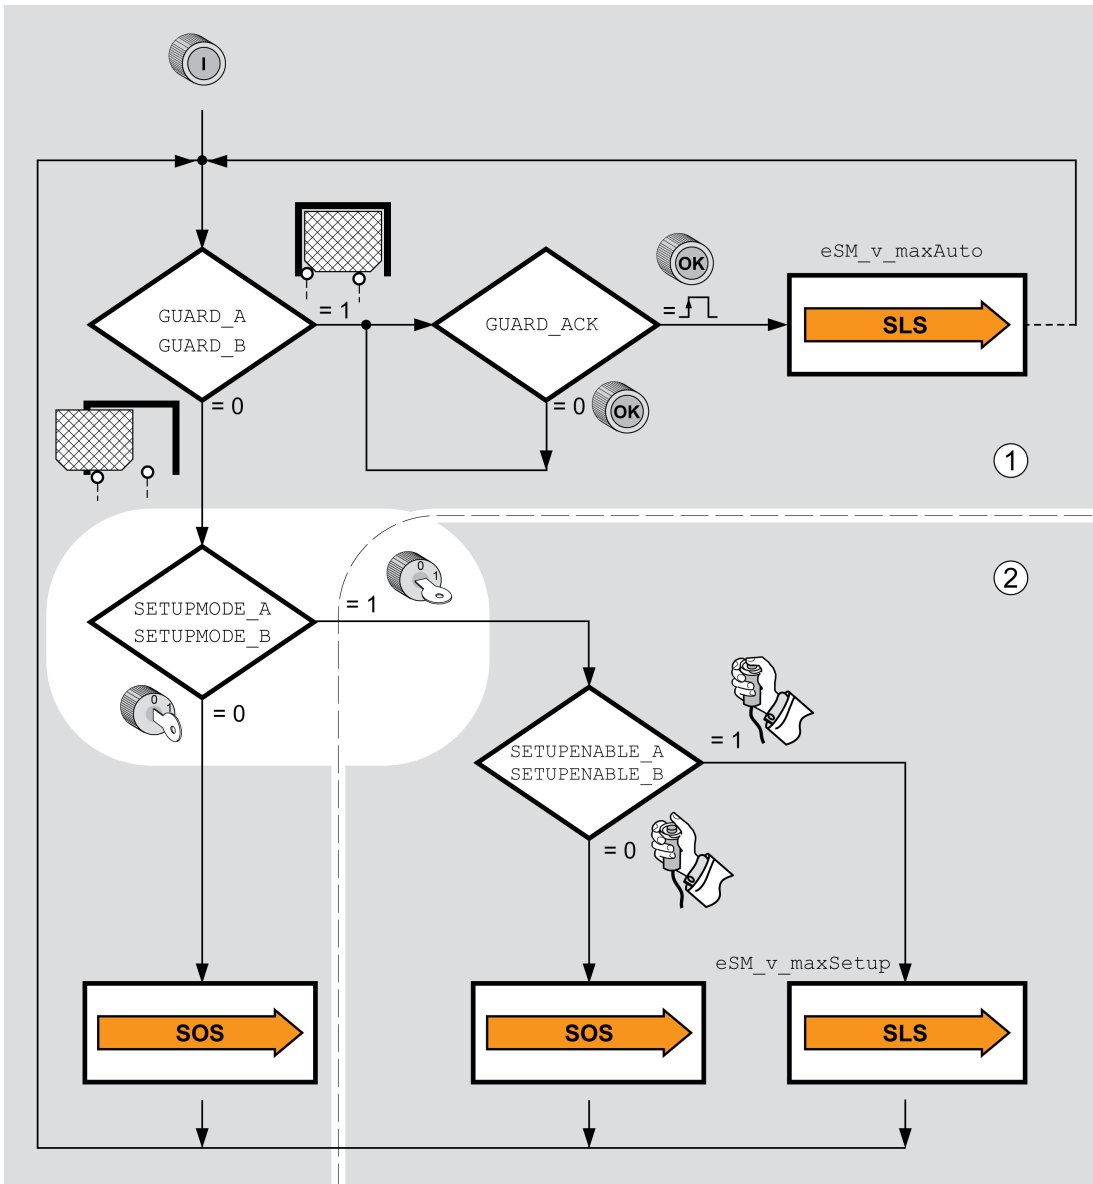 I
eSM_v_maxAuto
OK
= 1
=
GUARD_A
GUARD_B
GUARD_ACK
SLS
= 0
= 0
OK
1
2
0
1
= 1
SETUPMODE_A
SETUPMODE_B
0
1
= 0
= 1
SETUPENABLE_A
SETUPENABLE_B
= 0
eSM_v_maxSetup
SOS
SOS
SLS